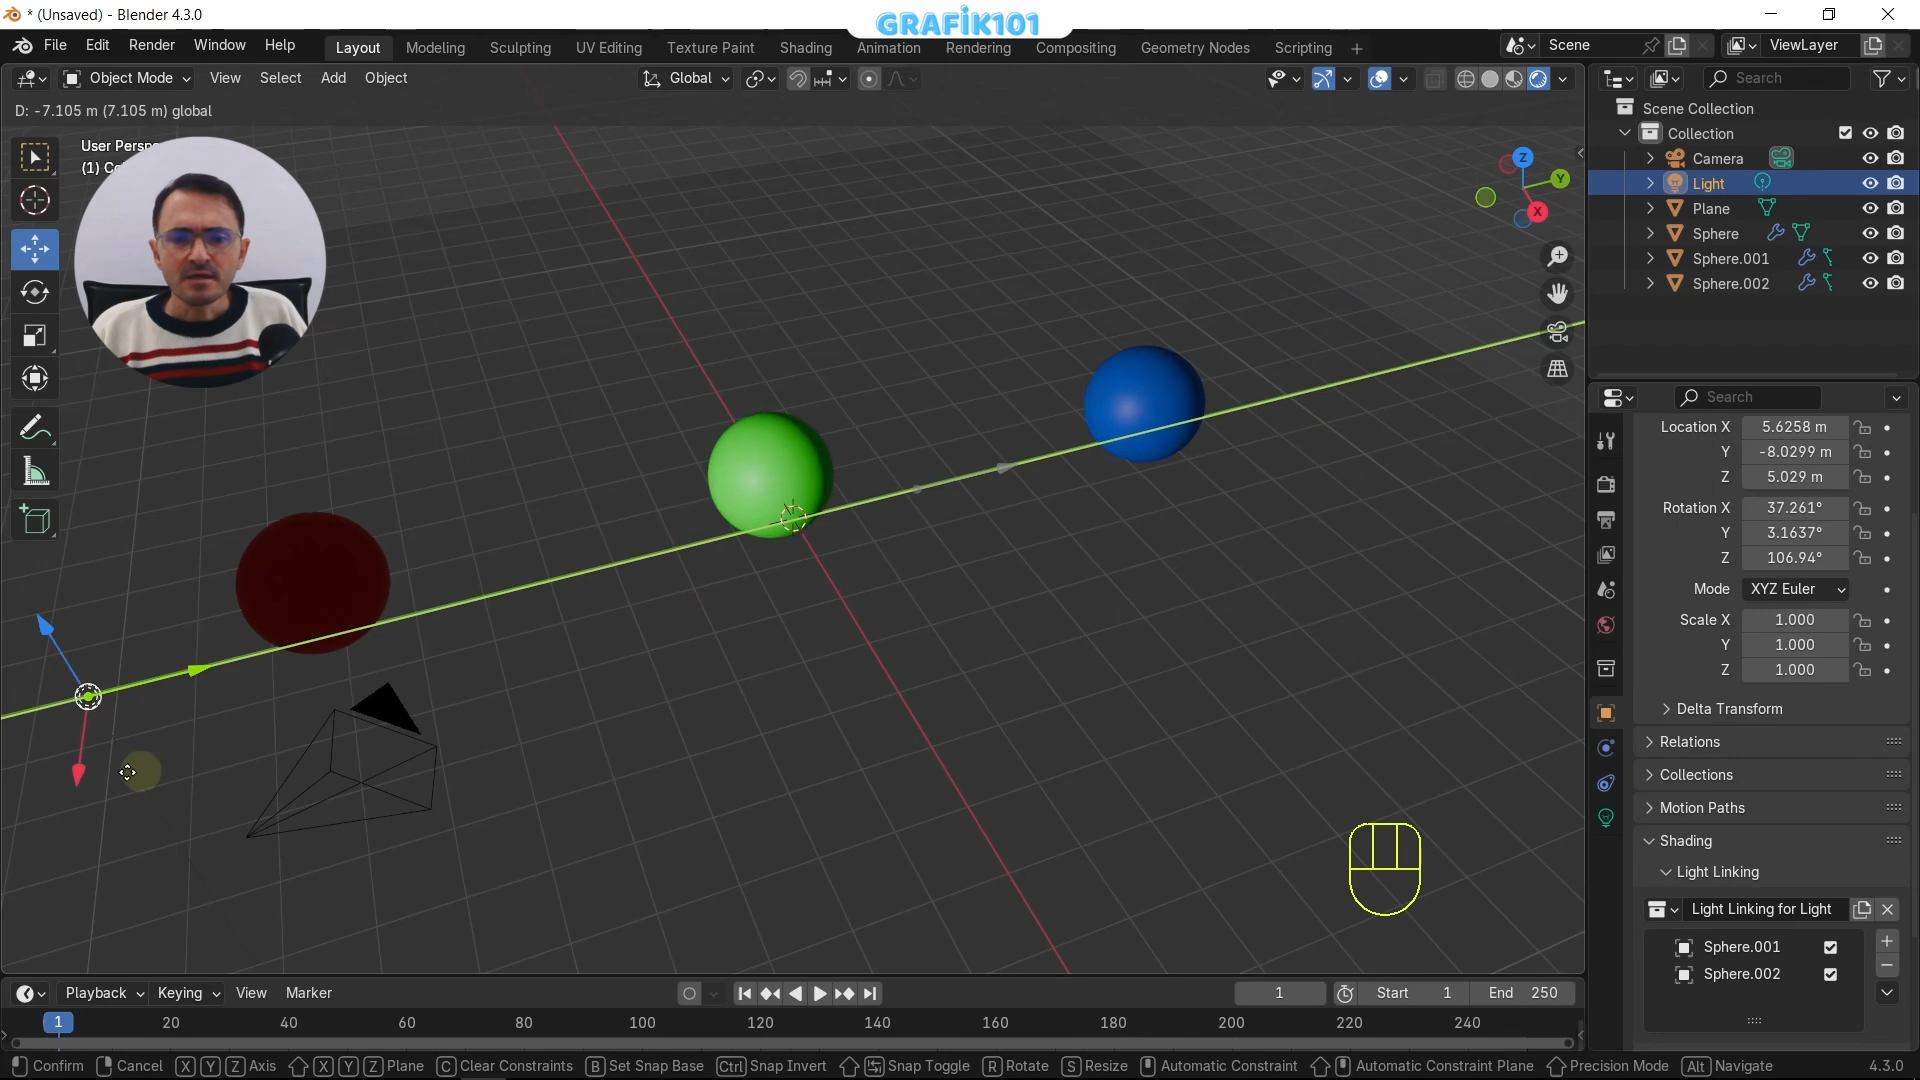 * (Unsaved) - Blender 4.3.0
GRAFİK101
File Edit Render Window Help
Layout Modeling Sculpting UV Editing Texture Paint Shading Animation Rendering Compositing Geometry Nodes Scripting +
Scene
ViewLayer
Object Mode View Select Add Object
Global
Search
D: -7.105 m (7.105 m) global
User Persp
(1) Co
Z
Y
X
Scene Collection
Collection
Camera
Light
Plane
Sphere
Sphere.001
Sphere.002
Search
Location X 5.6258 m
Y -8.0299 m
Z 5.029 m
Rotation X 37.261°
Y 3.1637°
Z 106.94°
Mode XYZ Euler
Scale X 1.000
Y 1.000
Z 1.000
Delta Transform
Relations
Collections
Motion Paths
Shading
Light Linking
Light Linking for Light
Sphere.001
Sphere.002
Playback Keying View Marker
1 Start 1 End 250
1 20 40 60 80 100 120 140 160 180 200 220 240
Confirm Cancel X Y Z Axis X Y Z Plane C Clear Constraints B Set Snap Base Ctrl Snap Invert Snap Toggle R Rotate S Resize Automatic Constraint Automatic Constraint Plane Precision Mode Alt Navigate 4.3.0